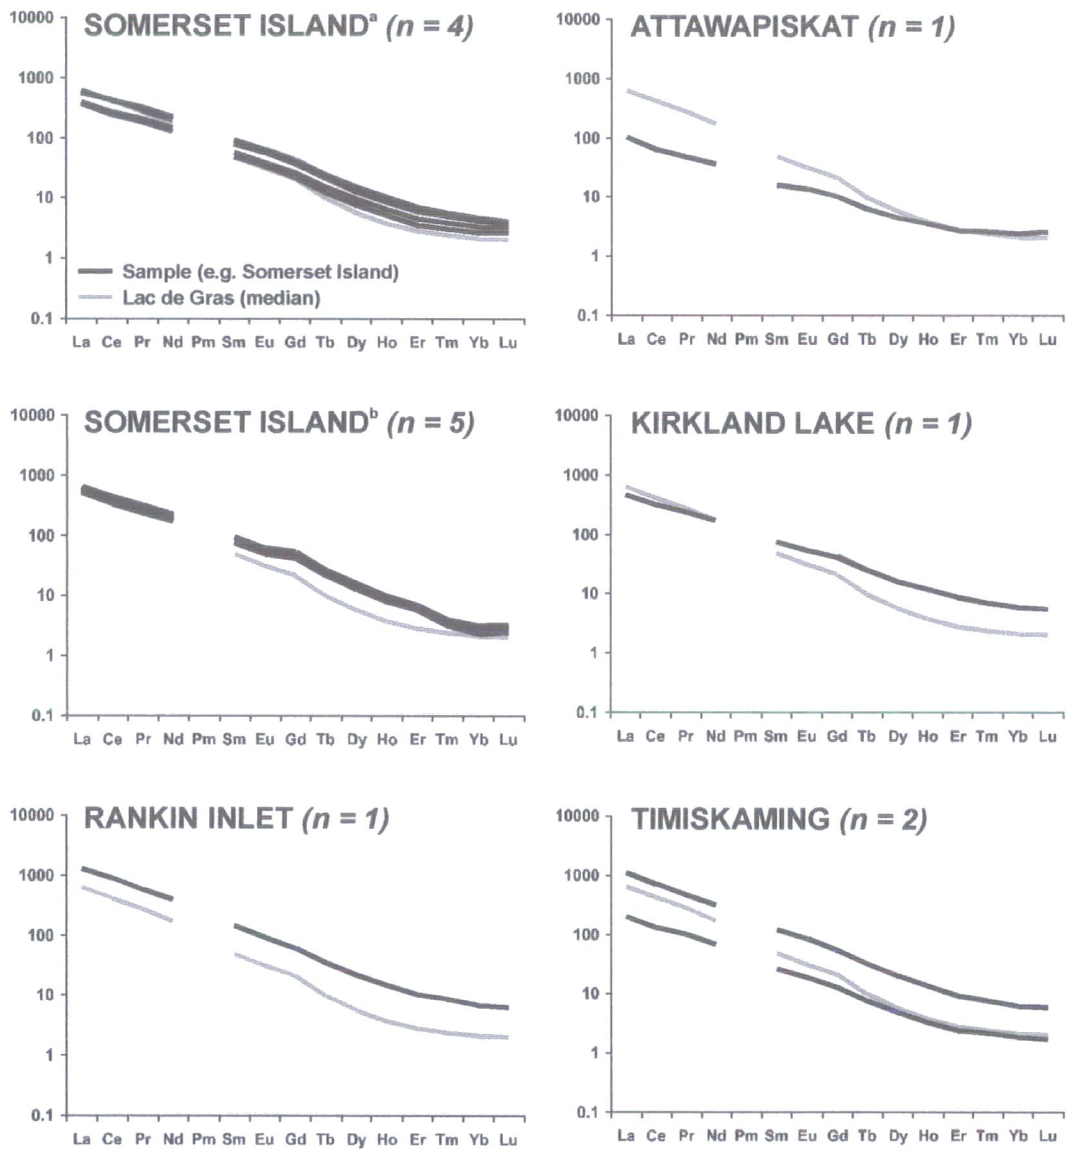 SOMERSET ISLANDᵃ (n = 4)
10000
1000
100
10
1
0.1
Sample (e.g. Somerset Island)
Lac de Gras (median)
La Ce Pr Nd Pm Sm Eu Gd Tb Dy Ho Er Tm Yb Lu
ATTAWAPISKAT (n = 1)
10000
1000
100
10
1
0.1
La Ce Pr Nd Pm Sm Eu Gd Tb Dy Ho Er Tm Yb Lu
SOMERSET ISLANDᵇ (n = 5)
10000
1000
100
10
1
0.1
La Ce Pr Nd Pm Sm Eu Gd Tb Dy Ho Er Tm Yb Lu
KIRKLAND LAKE (n = 1)
10000
1000
100
10
1
0.1
La Ce Pr Nd Pm Sm Eu Gd Tb Dy Ho Er Tm Yb Lu
RANKIN INLET (n = 1)
10000
1000
100
10
1
0.1
La Ce Pr Nd Pm Sm Eu Gd Tb Dy Ho Er Tm Yb Lu
TIMISKAMING (n = 2)
10000
1000
100
10
1
0.1
La Ce Pr Nd Pm Sm Eu Gd Tb Dy Ho Er Tm Yb Lu